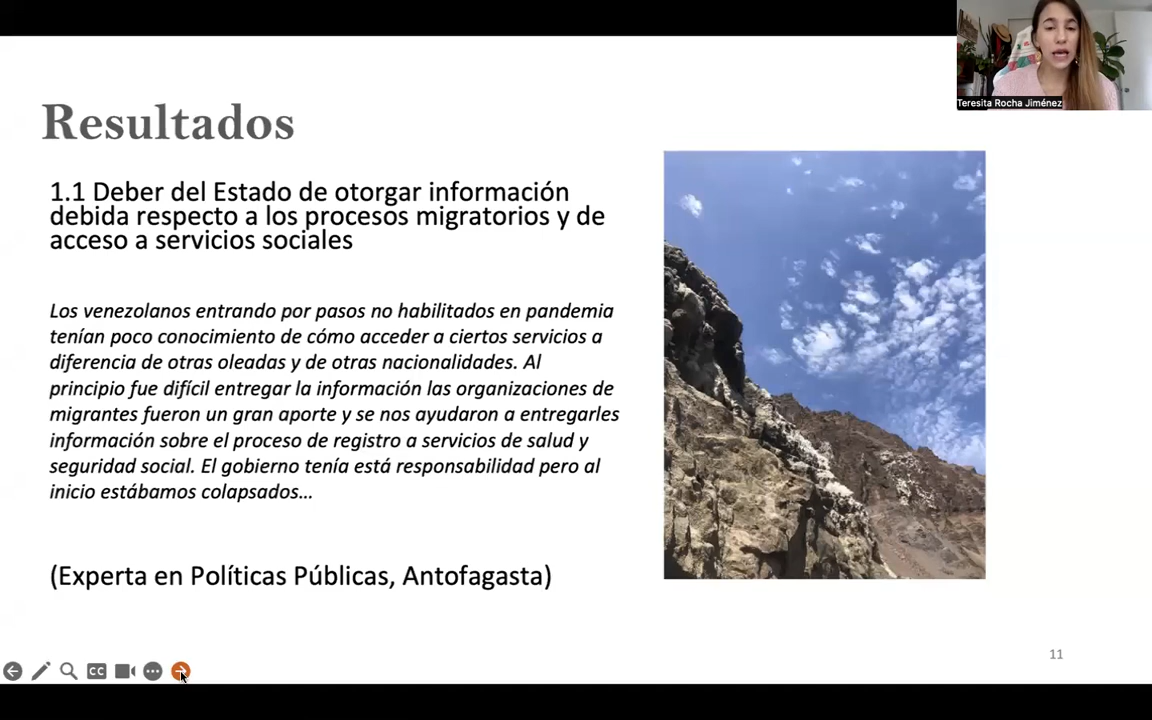 Teresita Rocha Jiménez
Resultados
1.1 Deber del Estado de otorgar información
debida respecto a los procesos migratorios y de
acceso a servicios sociales
Los venezolanos entrando por pasos no habilitados en pandemia
tenían poco conocimiento de cómo acceder a ciertos servicios a
diferencia de otras oleadas y de otras nacionalidades. Al
principio fue difícil entregar la información las organizaciones de
migrantes fueron un gran aporte y se nos ayudaron a entregarles
información sobre el proceso de registro a servicios de salud y
seguridad social. El gobierno tenía está responsabilidad pero al
inicio estábamos colapsados...
(Experta en Políticas Públicas, Antofagasta)
11
CC